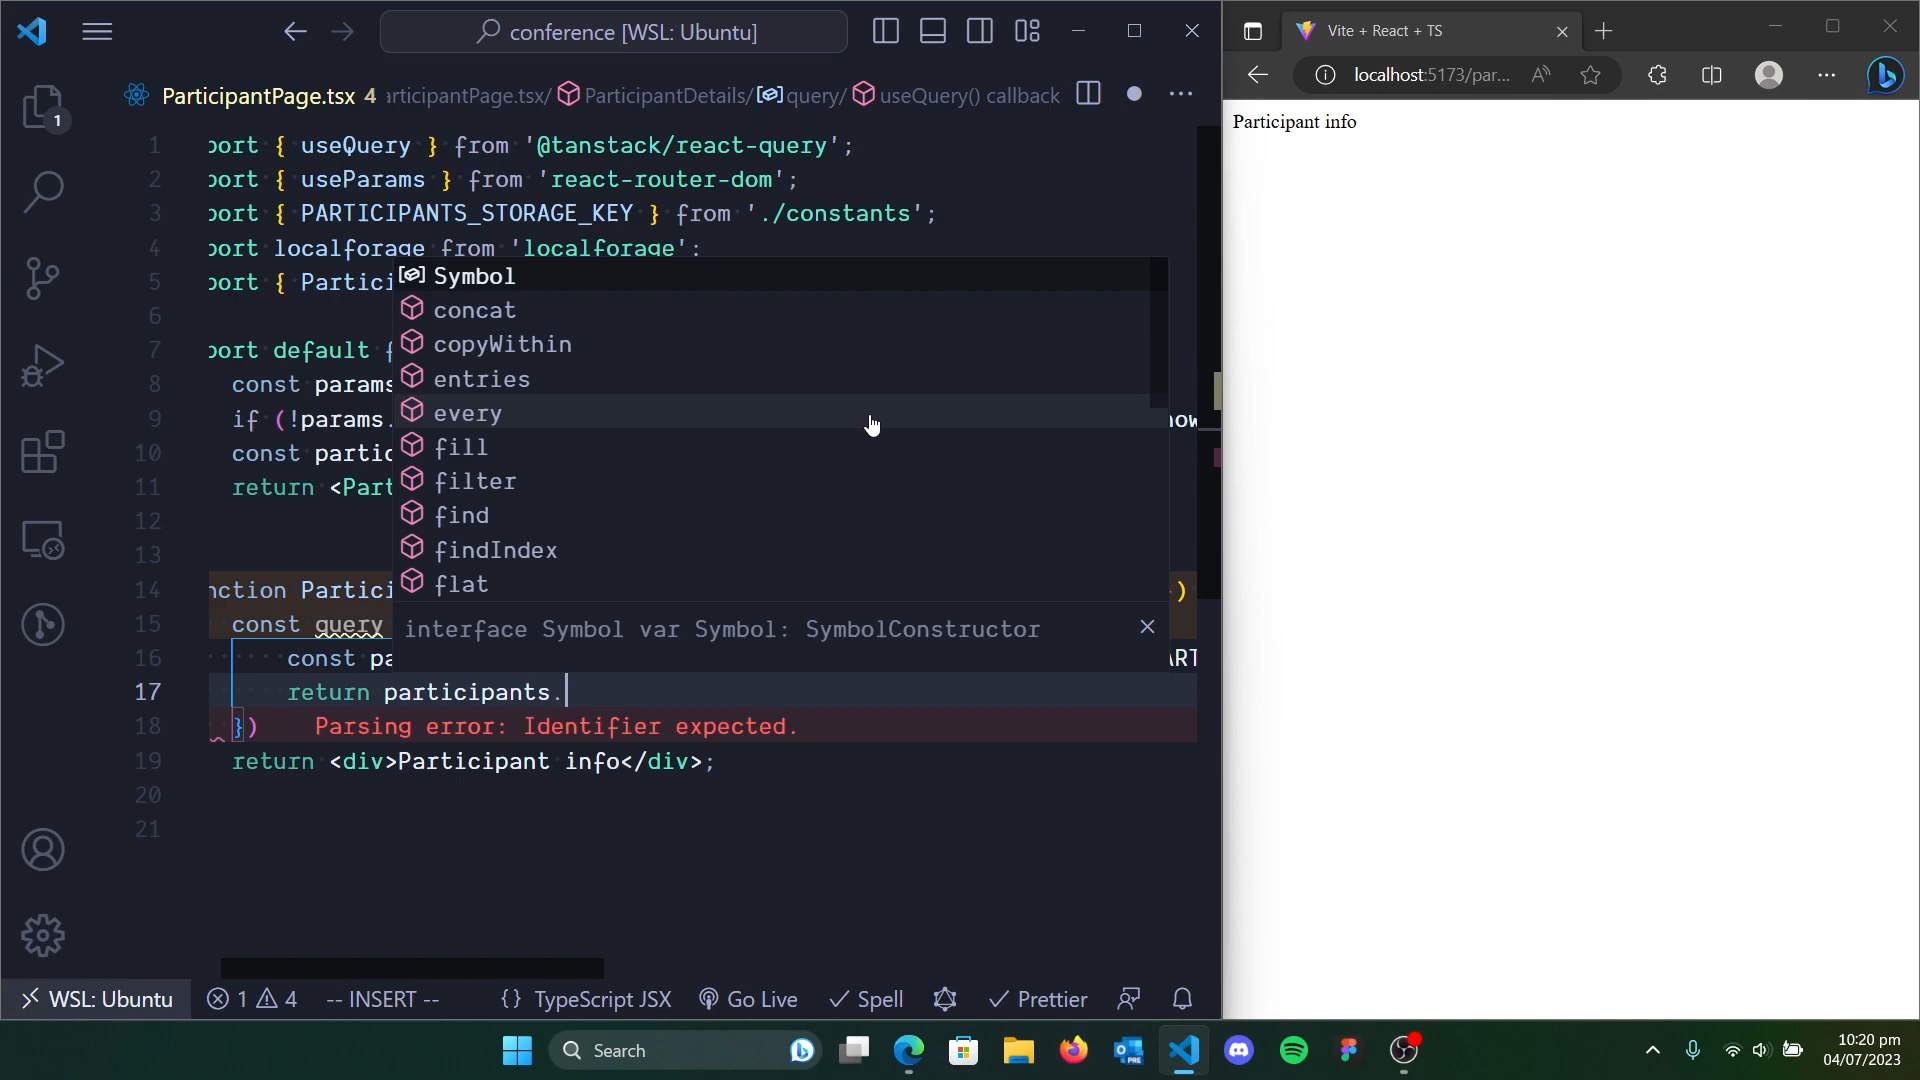 conference [WSL: Ubuntu]
ParticipantPage.tsx 4 articipantPage.tsx/ ParticipantDetails/ query/ useQuery() callback
1
1 port { useQuery } from '@tanstack/react-query';
2 port { useParams } from 'react-router-dom';
3 port { PARTICIPANTS_STORAGE_KEY } from './constants';
4 port localforage from 'localforage';
5 port { Partici
6
7 port default f
8 const params
9 if (!params. now
10 const partic
11 return <Part
12
13
14 nction Partici )
15 const query
16 const pa ART
17 return participants.
18 }) Parsing error: Identifier expected.
19 return <div>Participant info</div>;
20
21
Symbol
concat
copyWithin
entries
every
fill
filter
find
findIndex
flat
interface Symbol var Symbol: SymbolConstructor
WSL: Ubuntu 1 4 -- INSERT -- {} TypeScript JSX Go Live Spell Prettier
Vite + React + TS
localhost:5173/par...
Participant info
Search
PRE
10:20 pm
04/07/2023